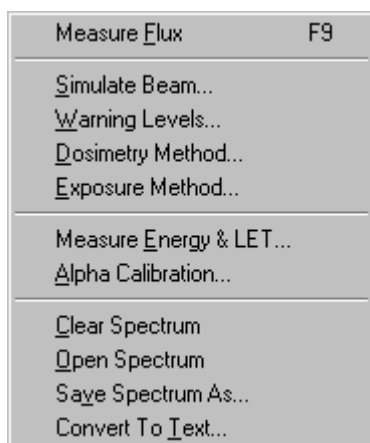 Measure Flux F9
Simulate Beam...
Warning Levels...
Dosimetry Method...
Exposure Method...
Measure Energy & LET...
Alpha Calibration...
Clear Spectrum
Open Spectrum
Save Spectrum As...
Convert To Text...